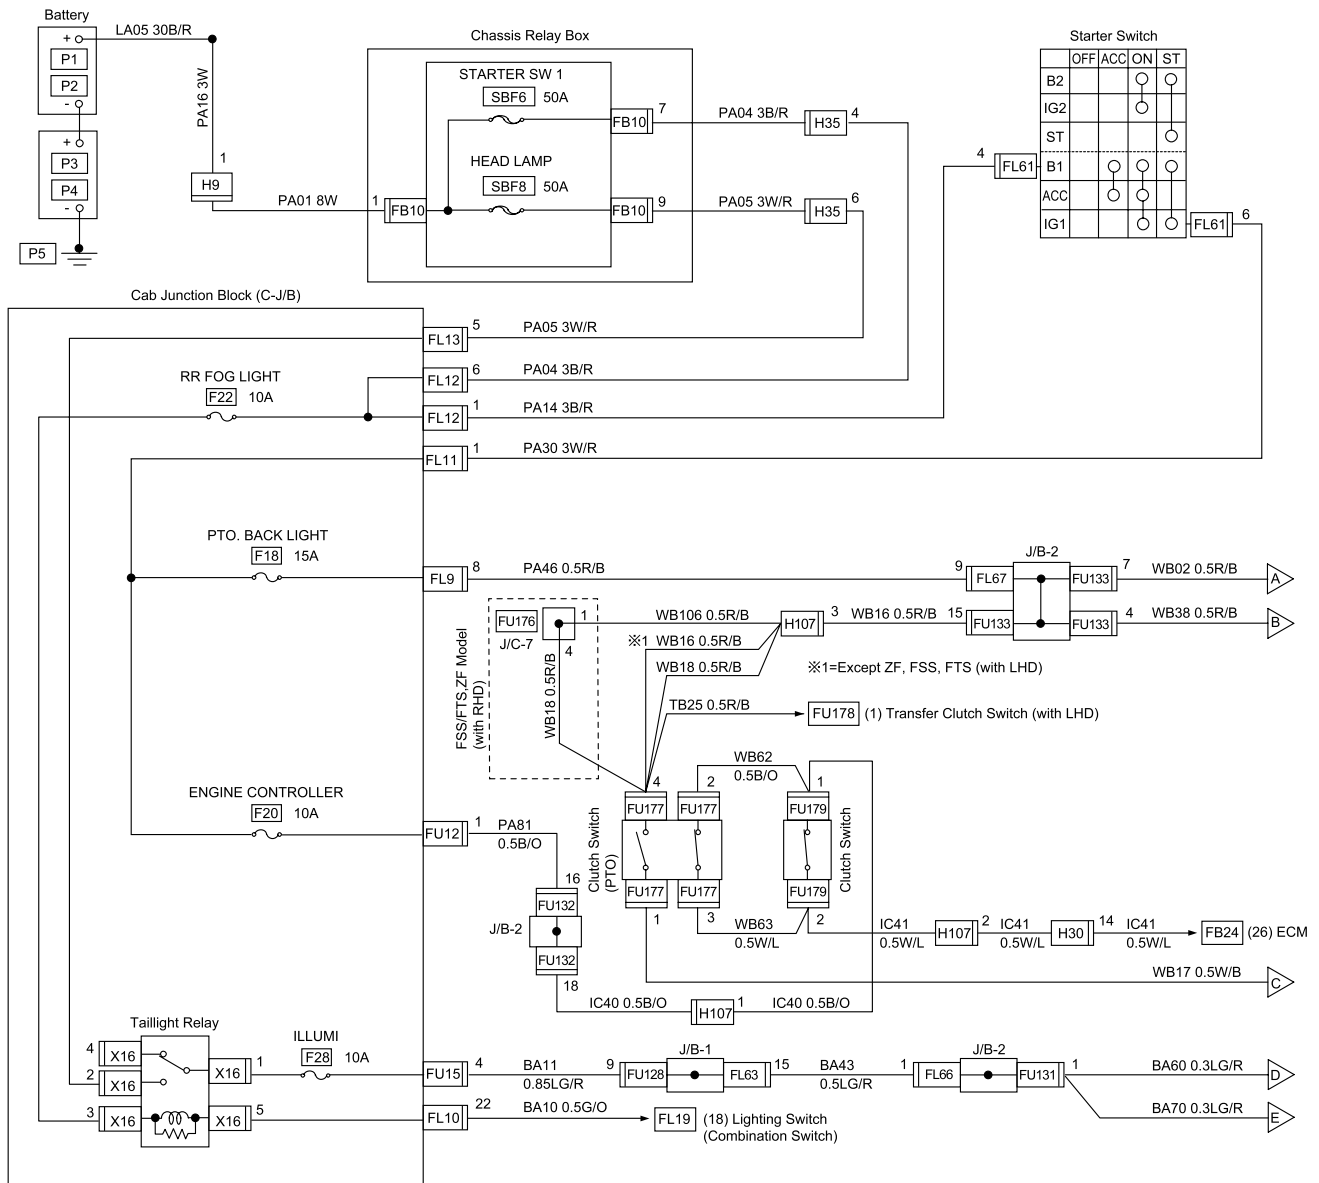 Battery
+
P1
P2
-
+
P3
P4
-
P5
LA05 30B/R
PA16 3W
1
H9
PA01 8W
Chassis Relay Box
STARTER SW 1
SBF6 50A
HEAD LAMP
SBF8 50A
1
FB10
FB10 7
FB10 9
PA04 3B/R
H35 4
PA05 3W/R
H35 6
Starter Switch
OFF ACC ON ST
B2
IG2
ST
B1
ACC
IG1
4
FL61
FL61 6
Cab Junction Block (C-J/B)
FL13 5 PA05 3W/R
RR FOG LIGHT
F22 10A
FL12 6 PA04 3B/R
FL12 1 PA14 3B/R
FL11 1 PA30 3W/R
PTO. BACK LIGHT
F18 15A
FL9 8 PA46 0.5R/B
9 FL67
J/B-2
FU133 7 WB02 0.5R/B
A
FSS/FTS,ZF Model
(with RHD)
FU176
J/C-7
1
4
WB18 0.5R/B
WB106 0.5R/B
※1 WB16 0.5R/B
WB18 0.5R/B
TB25 0.5R/B
H107 3 WB16 0.5R/B 15
FU133
FU133 4 WB38 0.5R/B
B
※1=Except ZF, FSS, FTS (with LHD)
FU178 (1) Transfer Clutch Switch (with LHD)
ENGINE CONTROLLER
F20 10A
FU12 1 PA81
0.5B/O
16
FU132
J/B-2
FU132
18
Clutch Switch
(PTO)
4
FU177
FU177
1
2
FU177
FU177
3
WB62
0.5B/O
1
FU179
FU179
2
Clutch Switch
WB63
0.5W/L
IC41
0.5W/L
H107 2
IC41
0.5W/L
H30 14
IC41
0.5W/L
FB24 (26) ECM
WB17 0.5W/B
C
IC40 0.5B/O
H107 1
IC40 0.5B/O
Taillight Relay
4 X16
2 X16
3 X16
X16 1
X16 5
ILLUMI
F28 10A
FU15 4 BA11
0.85LG/R
9 FU128
J/B-1
FL63 15
BA43
0.5LG/R
1 FL66
J/B-2
FU131 1
BA60 0.3LG/R
D
BA70 0.3LG/R
E
FL10 22 BA10 0.5G/O
FL19 (18) Lighting Switch
(Combination Switch)